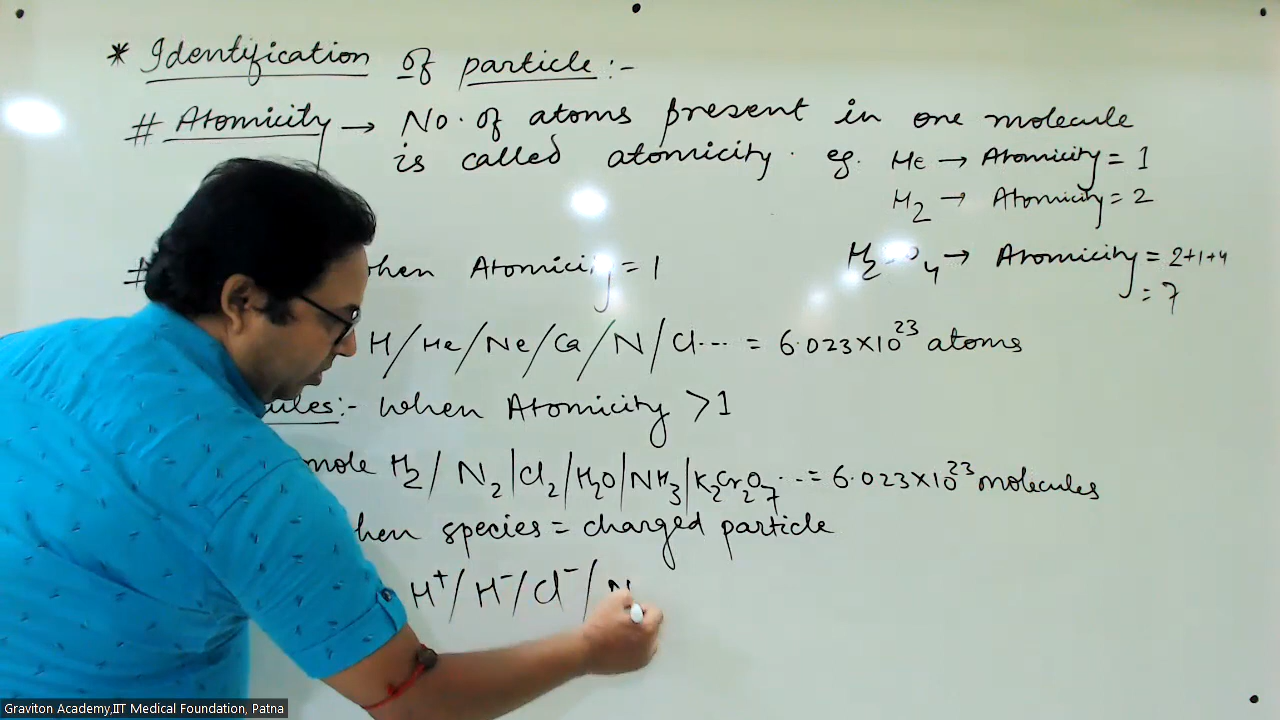 * Identification of particle :-
# Atomicity → No. of atoms present in one molecule
is called atomicity. eg. He → Atomicity = 1
H2 → Atomicity = 2
H2 O4 → Atomicity = 2+1+4
= 7
# hen Atomicity = 1
H/He/Ne/Ca/N/Cl... = 6.023×10^23 atoms
ules:- When Atomicity >1
mole H2/N2/Cl2/H2O/NH3/K2Cr2O7... = 6.023×10^23 molecules
hen species = charged particle
H+/H-/Cl-/N
Graviton Academy,IIT Medical Foundation, Patna